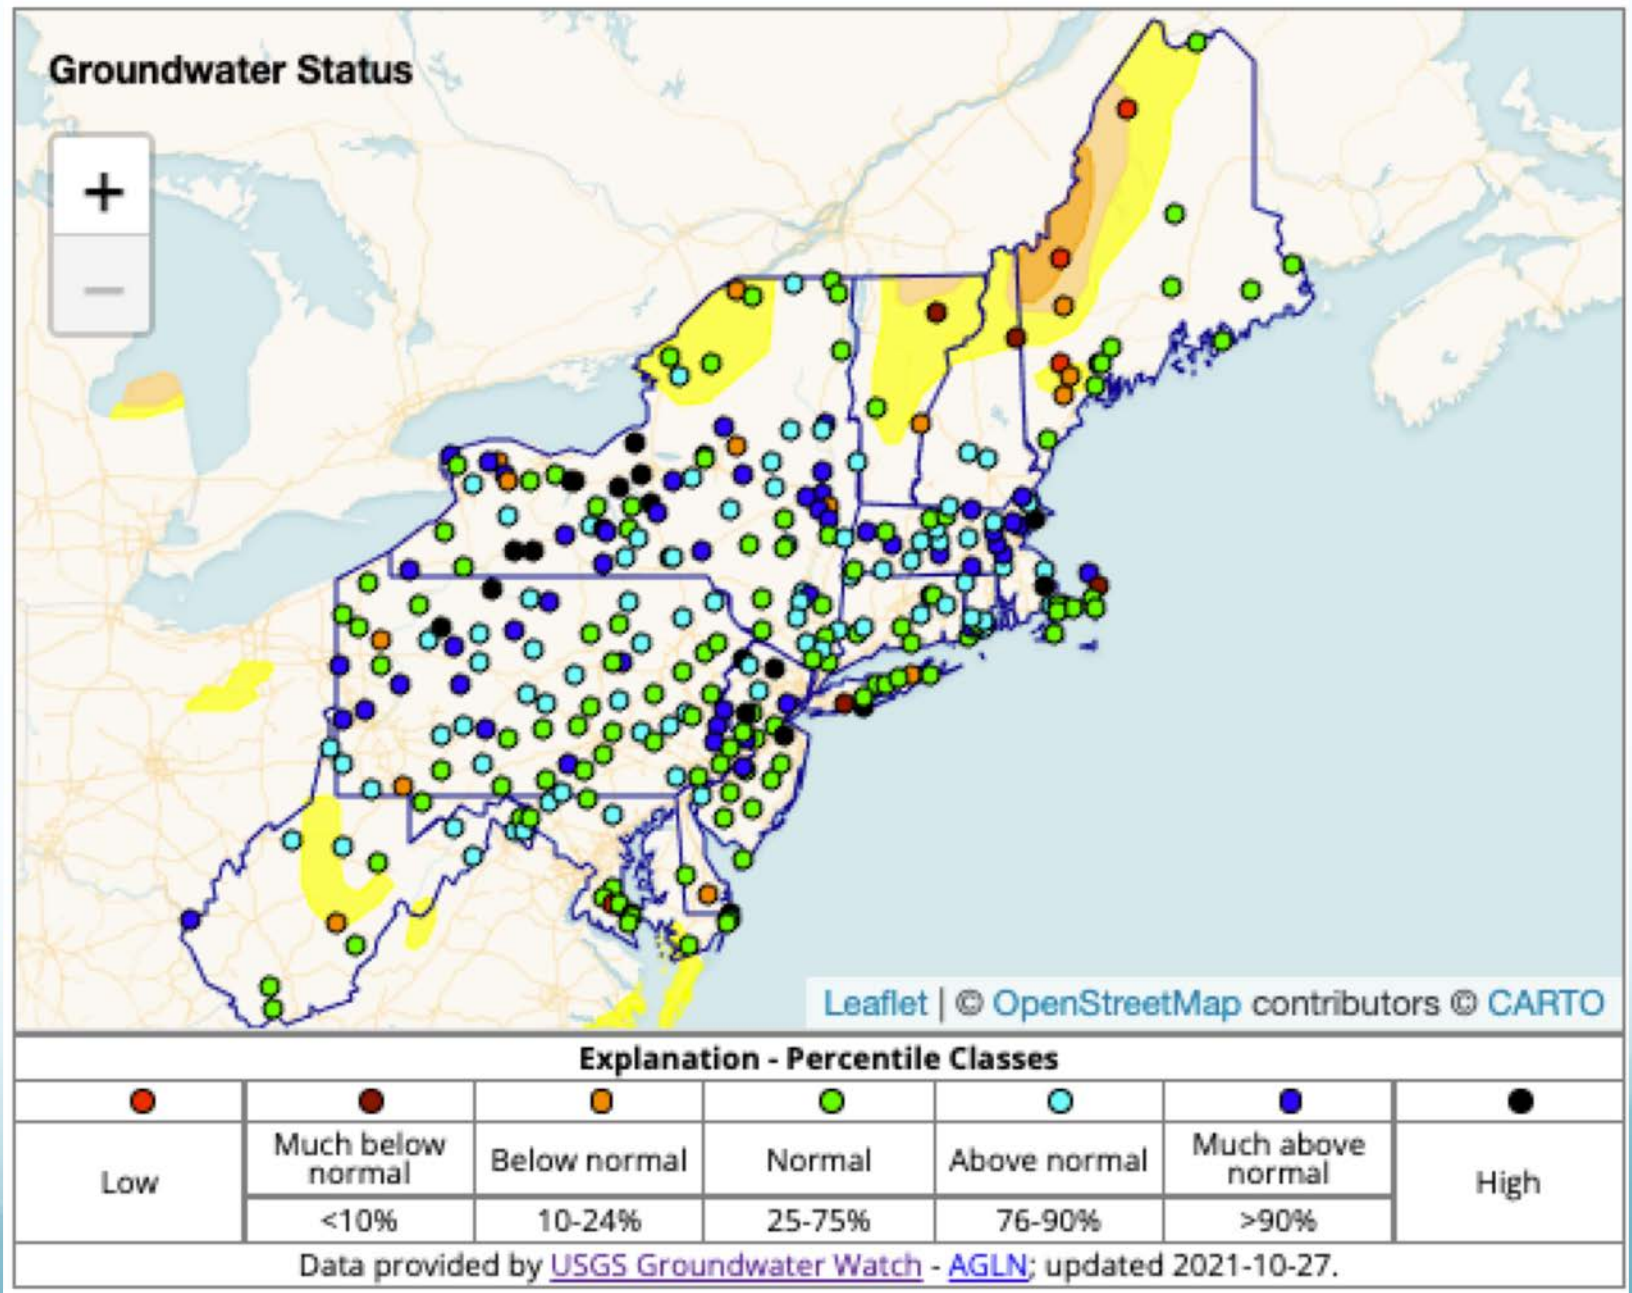 Groundwater Status
+
−
Leaflet | © OpenStreetMap contributors © CARTO
Explanation - Percentile Classes
Low
Much below normal
Below normal
Normal
Above normal
Much above normal
High
<10%
10-24%
25-75%
76-90%
>90%
Data provided by USGS Groundwater Watch - AGLN; updated 2021-10-27.